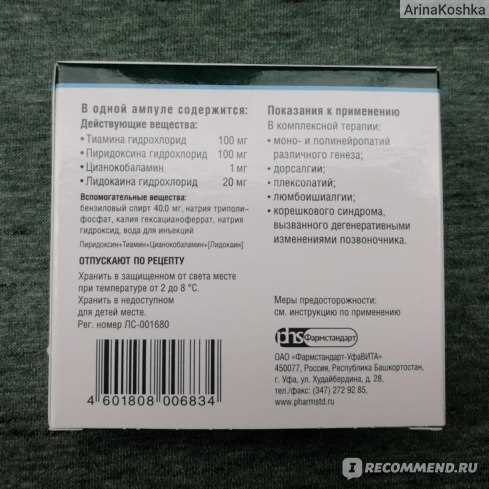 ArinaKoshka
В одной ампуле содержится:
Действующие вещества:
• Тиамина гидрохлорид 100 мг
• Пиридоксина гидрохлорид 100 мг
• Цианокобаламин 1 мг
• Лидокаина гидрохлорид 20 мг
Вспомогательные вещества:
бензиловый спирт 40,0 мг, натрия триполи-
фосфат, калия гексацианоферрат, натрия
гидроксид, вода для инъекций
Пиридоксин+Тиамин+Цианокобаламин+[Лидокаин]
ОТПУСКАЮТ ПО РЕЦЕПТУ
Хранить в защищенном от света месте
при температуре от 2 до 8 °С.
Хранить в недоступном
для детей месте.
Рег. номер ЛС-001680
4 601808 006834
Показания к применению
В комплексной терапии:
• моно- и полинейропатий
различного генеза;
• дорсалгии;
• плексопатий;
• люмбоишиалгии;
• корешкового синдрома,
вызванного дегенеративными
изменениями позвоночника.
Меры предосторожности:
см. инструкцию по применению
phs Фармстандарт
ОАО «Фармстандарт-УфаВИТА»
450077, Россия, Республика Башкортостан,
г. Уфа, ул. Худайбердина, д. 28,
тел./факс: (347) 272 92 85,
www.pharmstd.ru
IRECOMMEND.RU